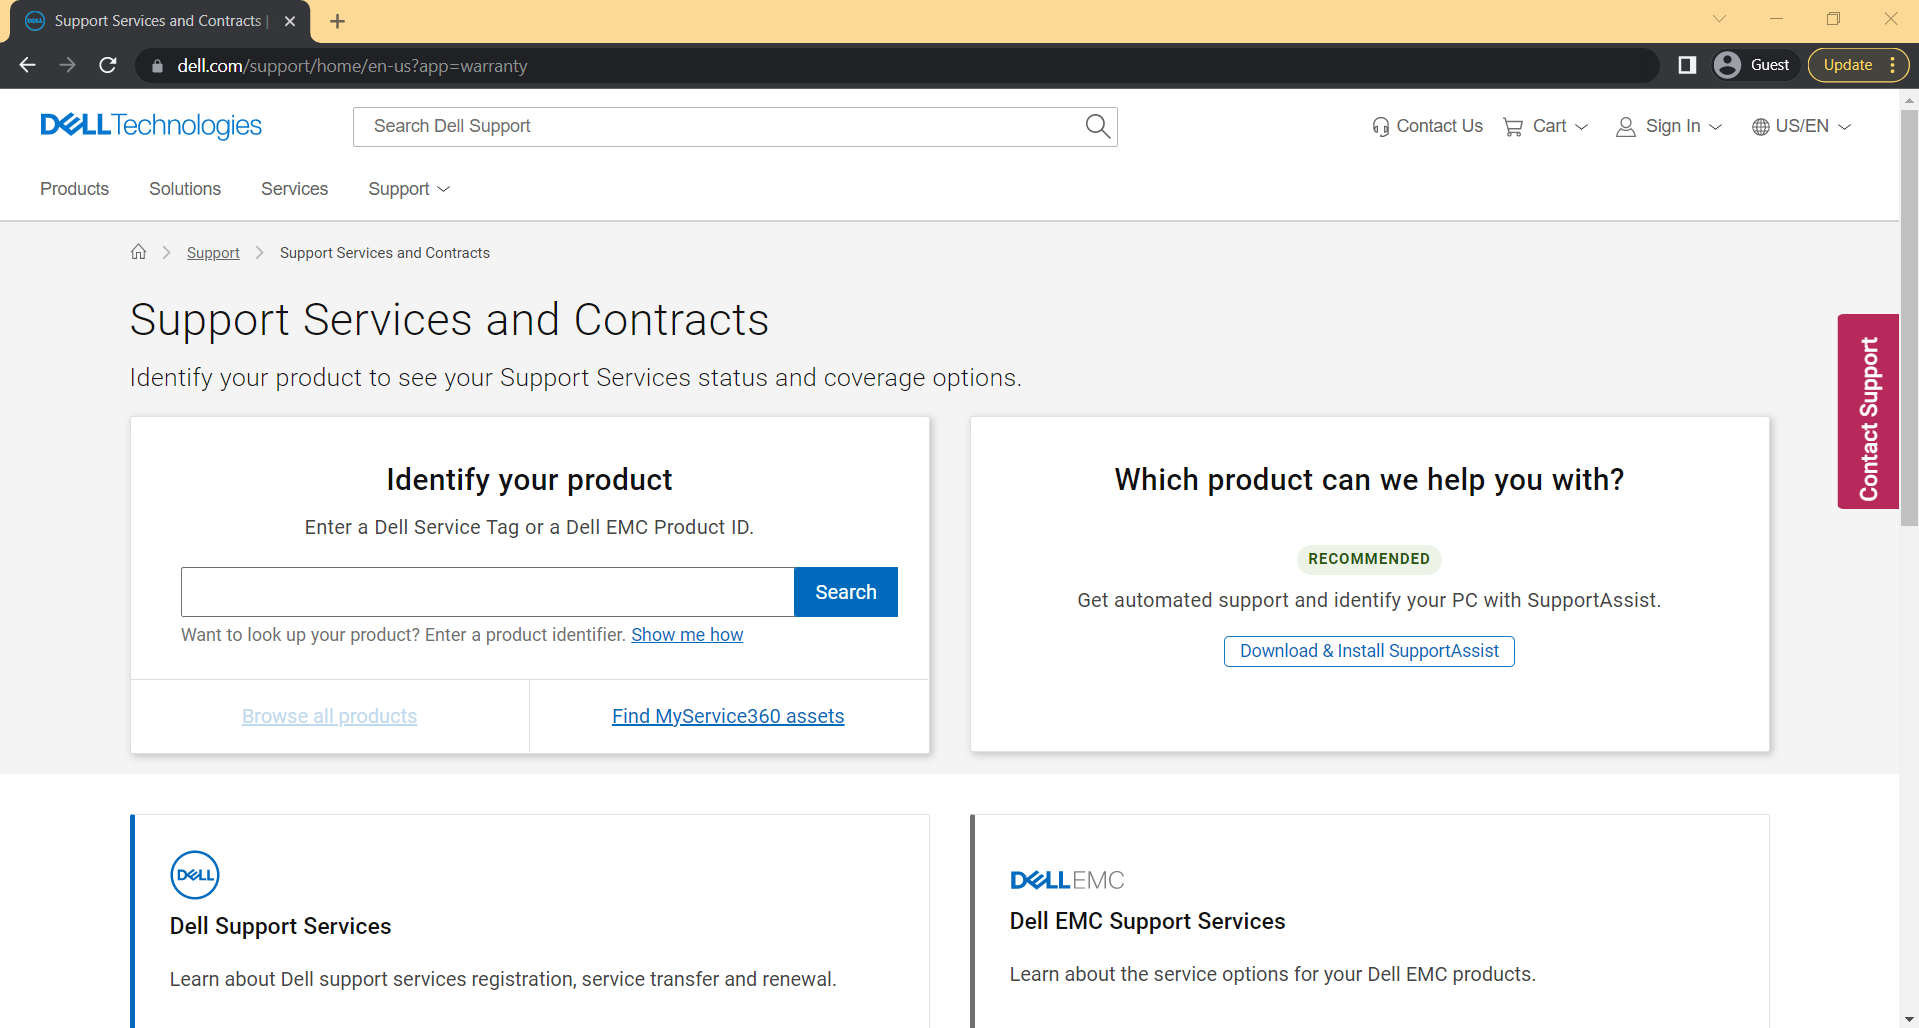 Support Services and Contracts |
dell.com/support/home/en-us?app=warranty
Guest
Update
DELLTechnologies
Search Dell Support
Contact Us
Cart
Sign In
US/EN
Products
Solutions
Services
Support
Support
Support Services and Contracts
Support Services and Contracts
Identify your product to see your Support Services status and coverage options.
Contact Support
Identify your product
Enter a Dell Service Tag or a Dell EMC Product ID.
Search
Want to look up your product? Enter a product identifier. Show me how
Browse all products
Find MyService360 assets
Which product can we help you with?
RECOMMENDED
Get automated support and identify your PC with SupportAssist.
Download & Install SupportAssist
DELL
Dell Support Services
Learn about Dell support services registration, service transfer and renewal.
DELLEMC
Dell EMC Support Services
Learn about the service options for your Dell EMC products.